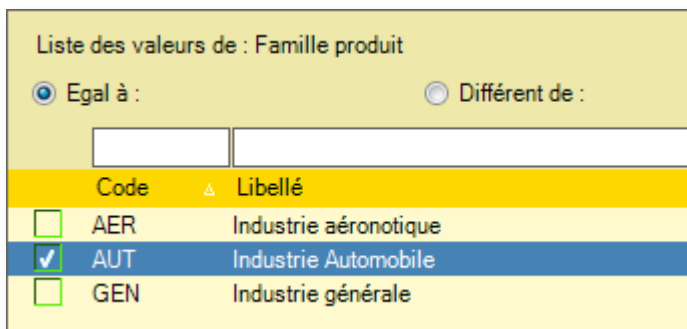 Liste des valeurs de : Famille produit
Egal à : Différent de :
Code Libellé
AER Industrie aéronotique
AUT Industrie Automobile
GEN Industrie générale